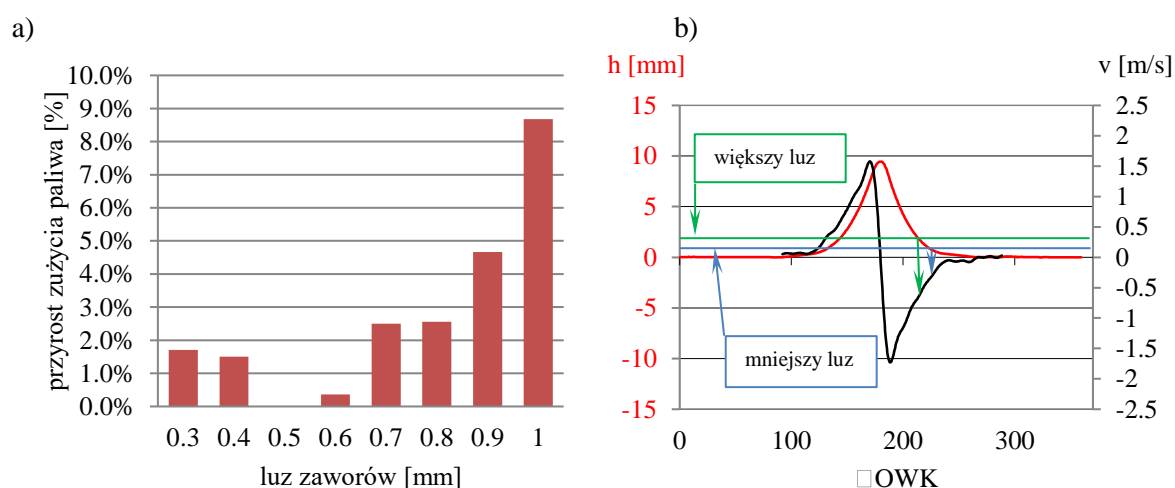 a)
przyrost zużycia paliwa [%]
10.0%
9.0%
8.0%
7.0%
6.0%
5.0%
4.0%
3.0%
2.0%
1.0%
0.0%
0.3 0.4 0.5 0.6 0.7 0.8 0.9 1
luz zaworów [mm]
b)
h [mm] v [m/s]
15
10
5
0
-5
-10
-15
większy luz
mniejszy luz
2.5
2
1.5
1
0.5
0
-0.5
-1
-1.5
-2
-2.5
0 100 200 300
□OWK